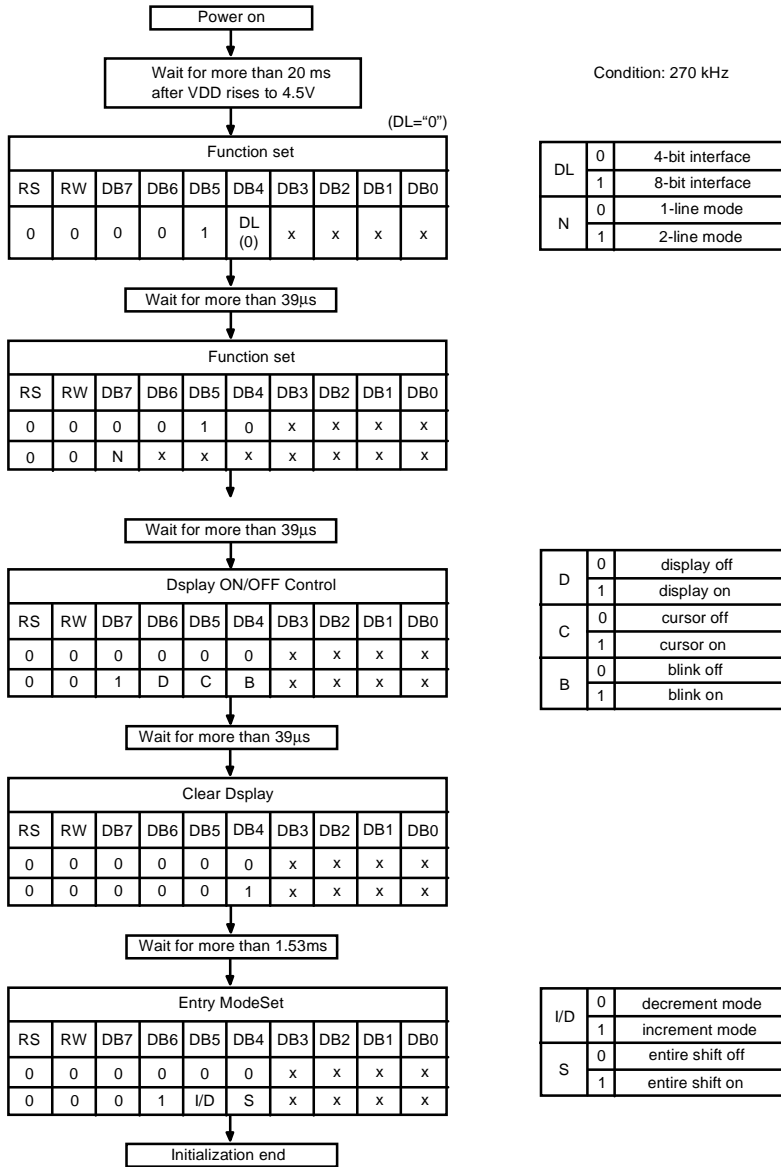 Power on
Wait for more than 20 ms
after VDD rises to 4.5V
Condition: 270 kHz
(DL=“0”)
Function set
RS RW DB7 DB6 DB5 DB4 DB3 DB2 DB1 DB0
0 0 0 0 1 DL (0) x x x x
DL 0 4-bit interface
1 8-bit interface
N 0 1-line mode
1 2-line mode
Wait for more than 39µs
Function set
RS RW DB7 DB6 DB5 DB4 DB3 DB2 DB1 DB0
0 0 0 0 1 0 x x x x
0 0 N x x x x x x x
Wait for more than 39µs
Dsplay ON/OFF Control
RS RW DB7 DB6 DB5 DB4 DB3 DB2 DB1 DB0
0 0 0 0 0 0 x x x x
0 0 1 D C B x x x x
D 0 display off
1 display on
C 0 cursor off
1 cursor on
B 0 blink off
1 blink on
Wait for more than 39µs
Clear Dsplay
RS RW DB7 DB6 DB5 DB4 DB3 DB2 DB1 DB0
0 0 0 0 0 0 x x x x
0 0 0 0 0 1 x x x x
Wait for more than 1.53ms
Entry ModeSet
RS RW DB7 DB6 DB5 DB4 DB3 DB2 DB1 DB0
0 0 0 0 0 0 x x x x
0 0 0 1 I/D S x x x x
I/D 0 decrement mode
1 increment mode
S 0 entire shift off
1 entire shift on
Initialization end